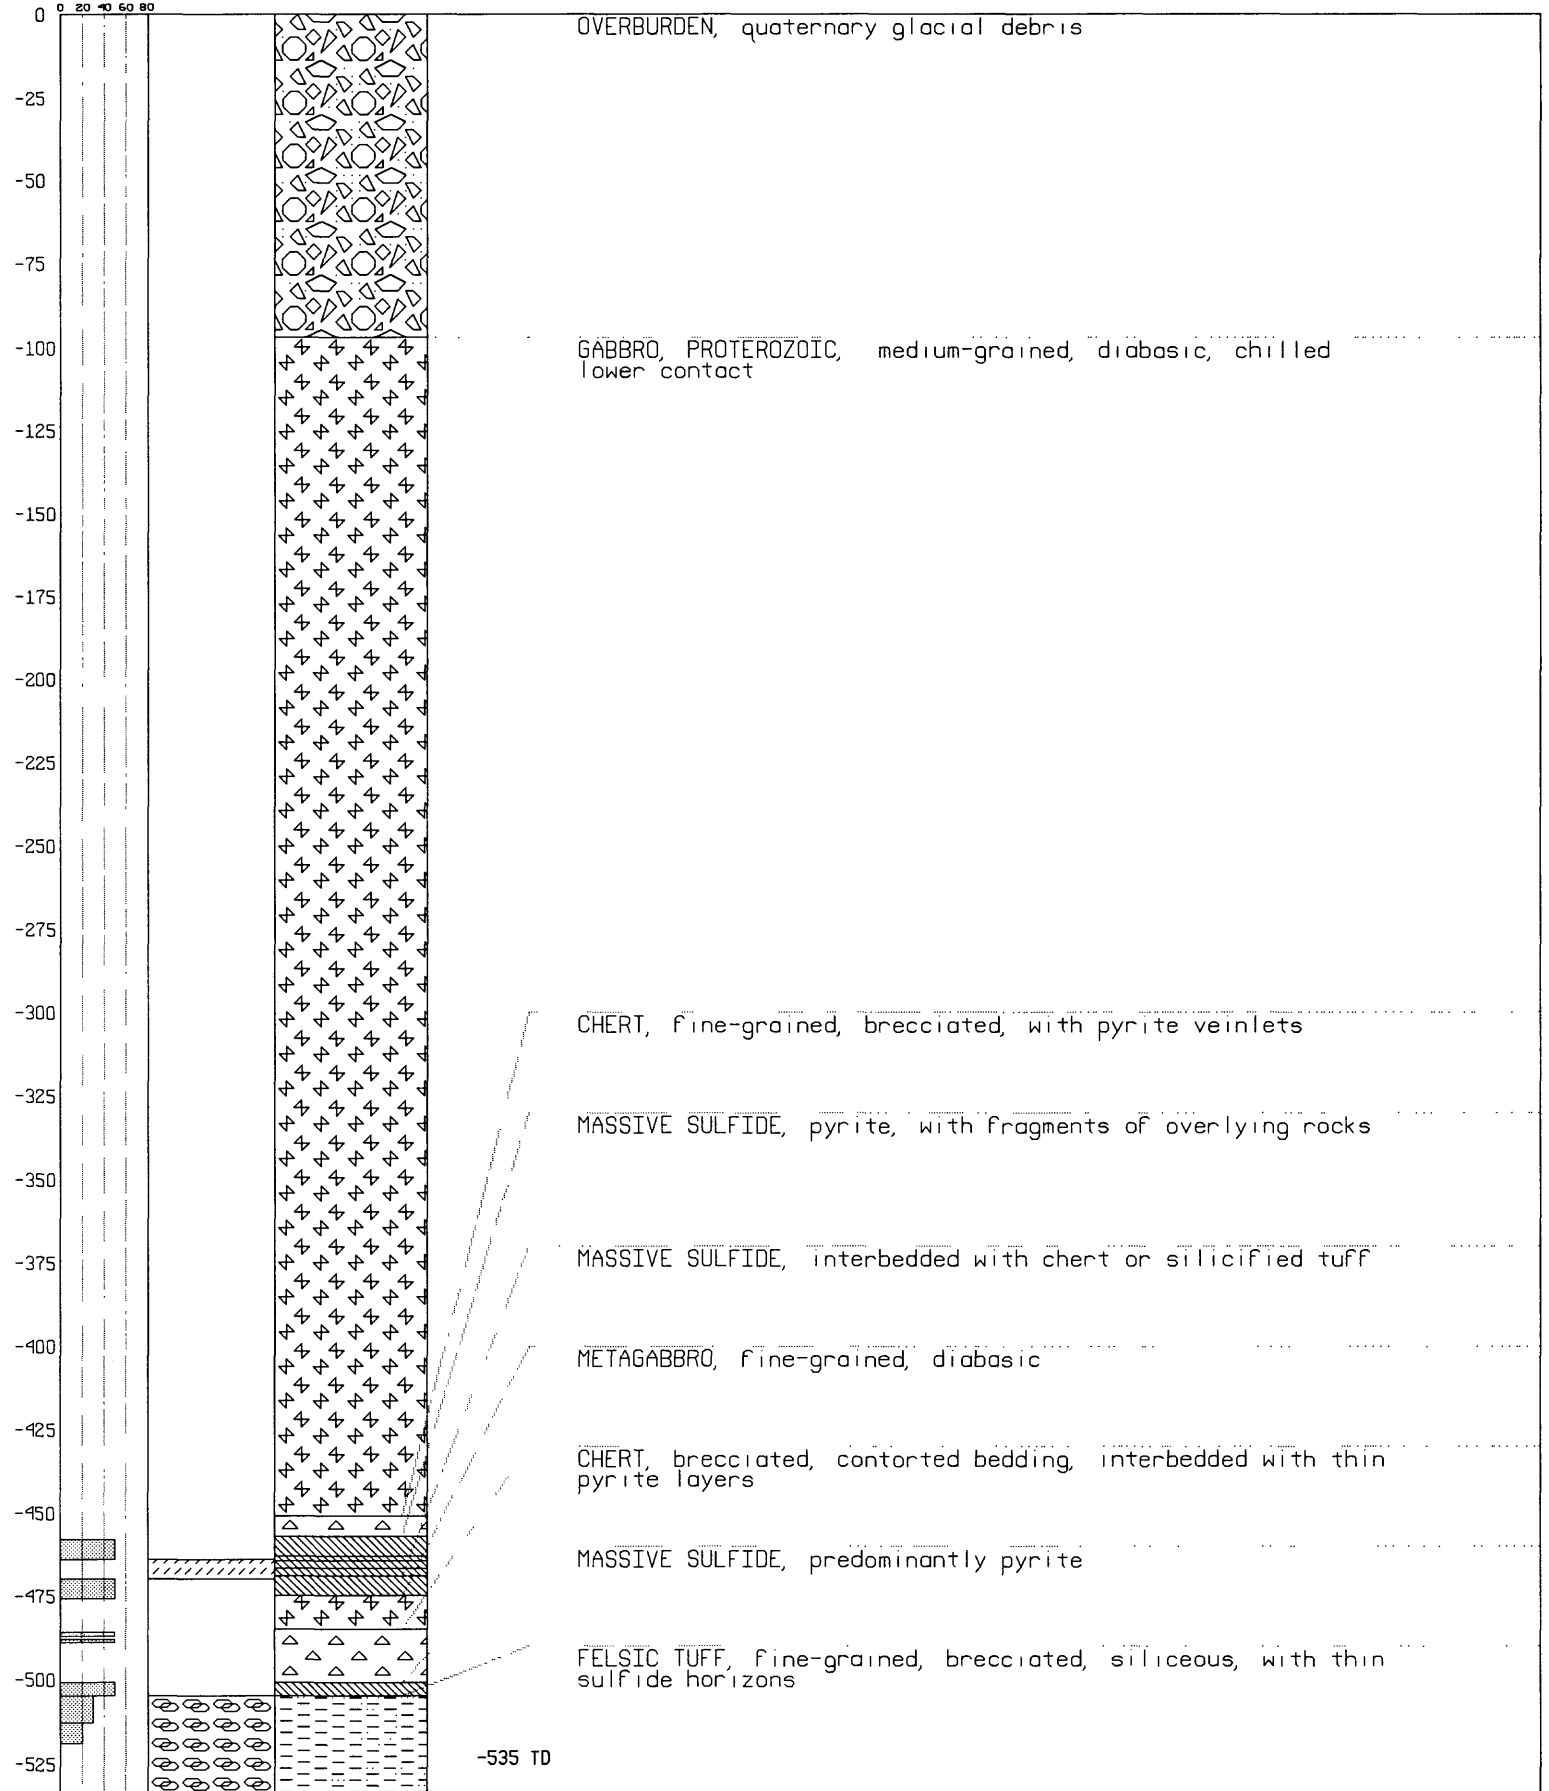 0 20 40 60 80
0
OVERBURDEN, quaternary glacial debris
-25
-50
-75
-100
GABBRO, PROTEROZOIC, medium-grained, diabasic, chilled
lower contact
-125
-150
-175
-200
-225
-250
-275
-300
CHERT, fine-grained, brecciated, with pyrite veinlets
-325
MASSIVE SULFIDE, pyrite, with fragments of overlying rocks
-350
-375
MASSIVE SULFIDE, interbedded with chert or silicified tuff
-400
METAGABBRO, fine-grained, diabasic
-425
CHERT, brecciated, contorted bedding, interbedded with thin
pyrite layers
-450
MASSIVE SULFIDE, predominantly pyrite
-475
-500
FELSIC TUFF, fine-grained, brecciated, siliceous, with thin
sulfide horizons
-525
-535 TD